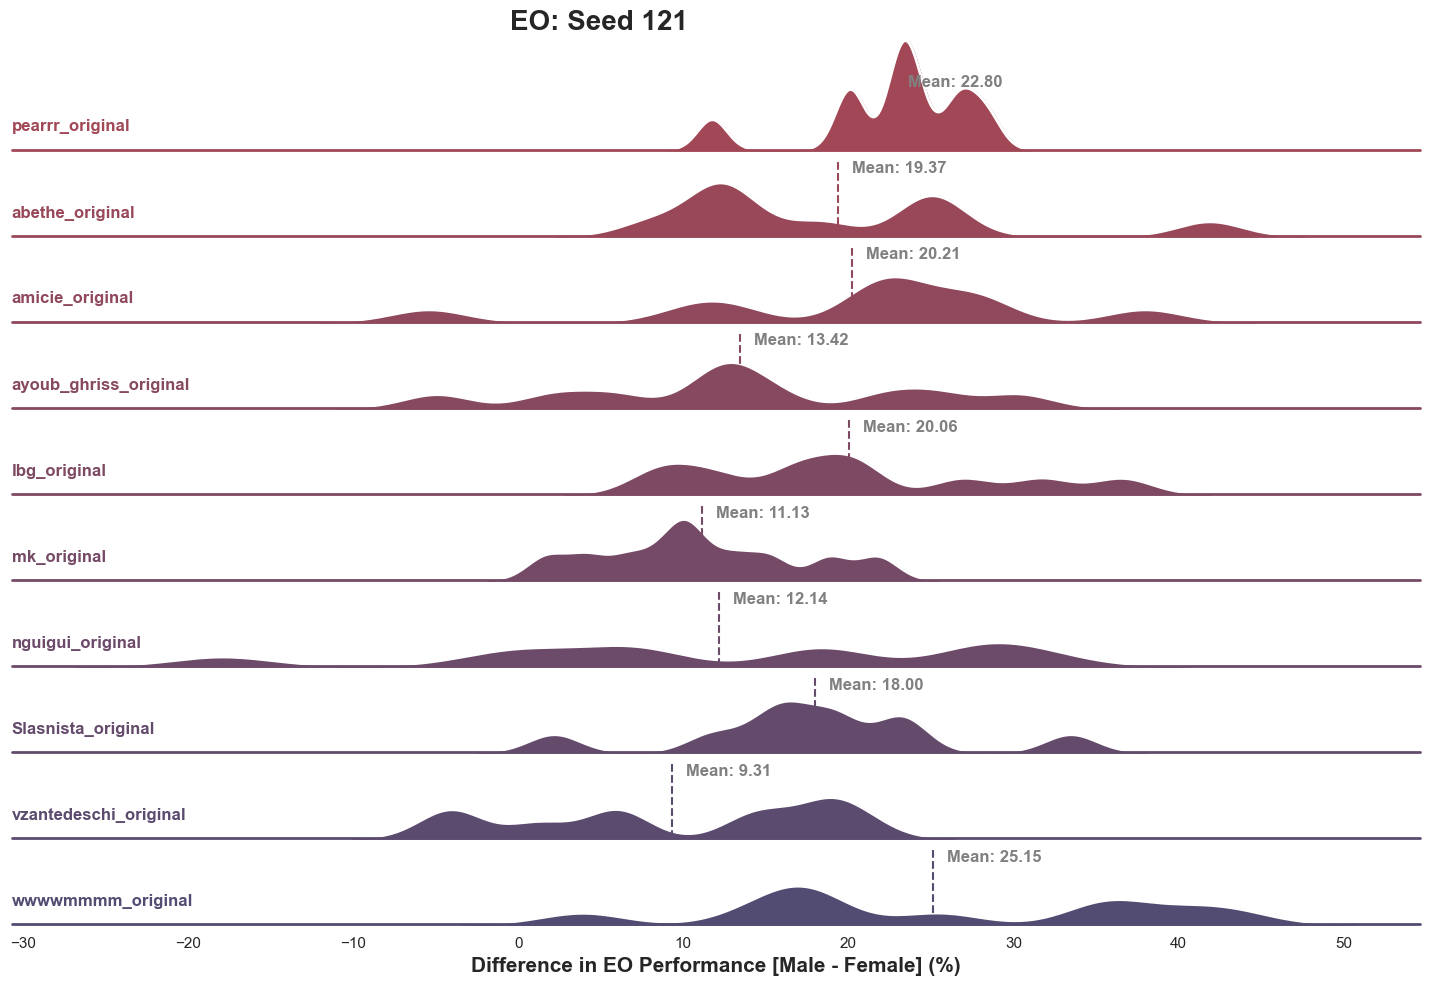 EO: Seed 121
Mean: 22.80
pearrr_original
Mean: 19.37
abethe_original
Mean: 20.21
amicie_original
Mean: 13.42
ayoub_ghriss_original
Mean: 20.06
lbg_original
Mean: 11.13
mk_original
Mean: 12.14
nguigui_original
Mean: 18.00
Slasnista_original
Mean: 9.31
vzantedeschi_original
Mean: 25.15
wwwwmmmm_original
−30 −20 −10 0 10 20 30 40 50
Difference in EO Performance [Male - Female] (%)